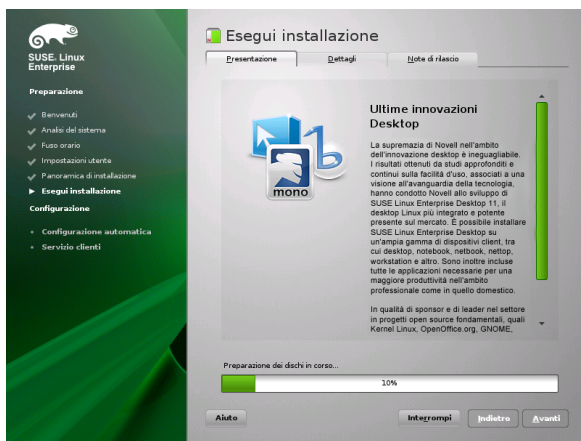 SUSE. Linux
Enterprise
Preparazione
Benvenuti
Analisi del sistema
Fuso orario
Impostazioni utente
Panoramica di installazione
Esegui installazione
Configurazione
Configurazione automatica
Servizio clienti
Esegui installazione
Presentazione
Dettagli
Note di rilascio
mono
Ultime innovazioni
Desktop
La supremazia di Novell nell'ambito
dell'innovazione desktop è ineguagliabile.
I risultati ottenuti da studi approfonditi e
continui sulla facilità d'uso, associati a una
visione all'avanguardia della tecnologia,
hanno condotto Novell allo sviluppo di
SUSE Linux Enterprise Desktop 11, il
desktop Linux più integrato e potente
presente sul mercato. È possibile installare
SUSE Linux Enterprise Desktop su
un'ampia gamma di dispositivi client, tra
cui desktop, notebook, netbook, nettop,
workstation e altro. Sono inoltre incluse
tutte le applicazioni necessarie per una
maggiore produttività nell'ambito
professionale come in quello domestico.
In qualità di sponsor e di leader nel settore
in progetti open source fondamentali, quali
Kernel Linux, OpenOffice.org, GNOME,
Preparazione dei dischi in corso...
10%
Aiuto
Interrompi
Indietro
Avanti